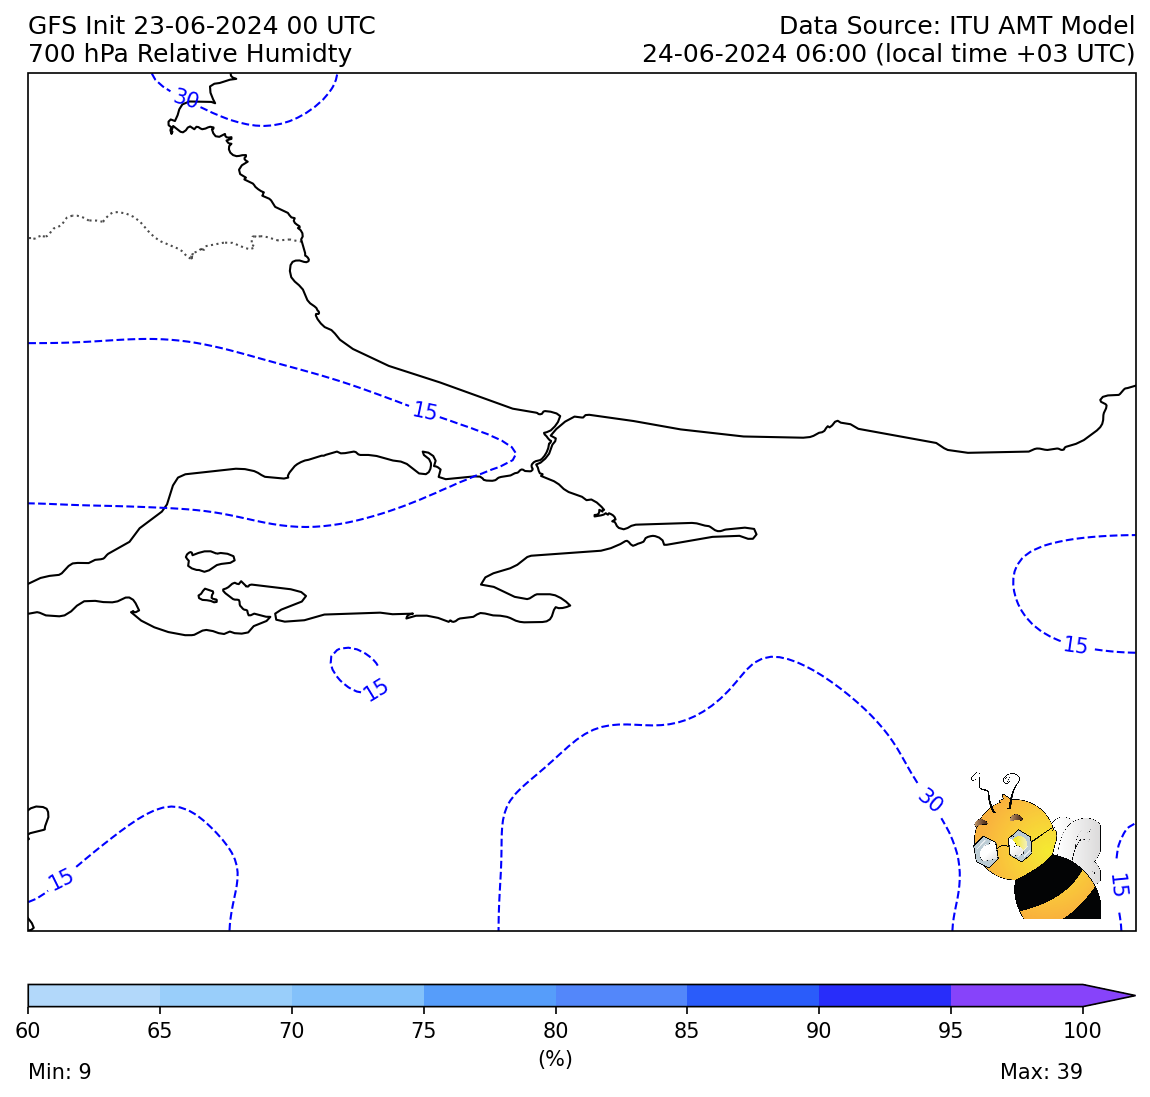 GFS Init 23-06-2024 00 UTC
Data Source: ITU AMT Model
700 hPa Relative Humidty
24-06-2024 06:00 (local time +03 UTC)
30
15
15
15
30
15
15
60 65 70 75 80 85 90 95 100
(%)
Min: 9
Max: 39